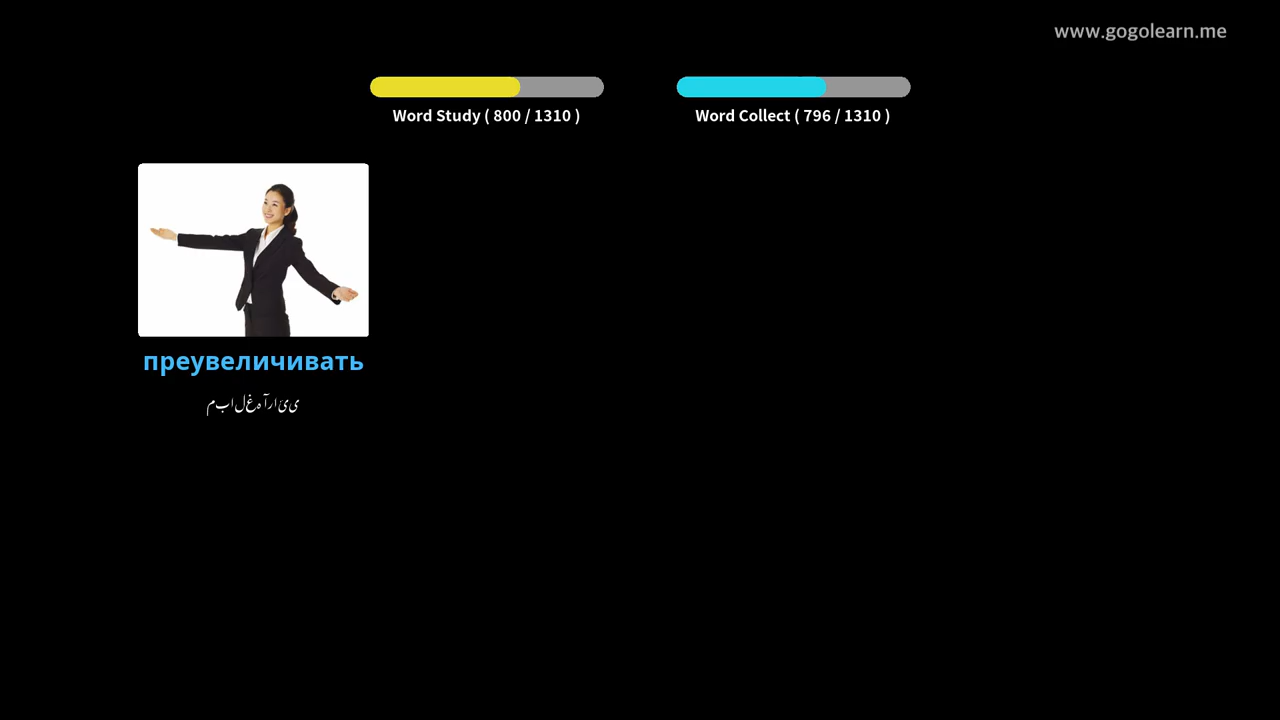 www.gogolearn.me
Word Study ( 800 / 1310 )
Word Collect ( 796 / 1310 )
преувеличивать
مبالغہ آرائی